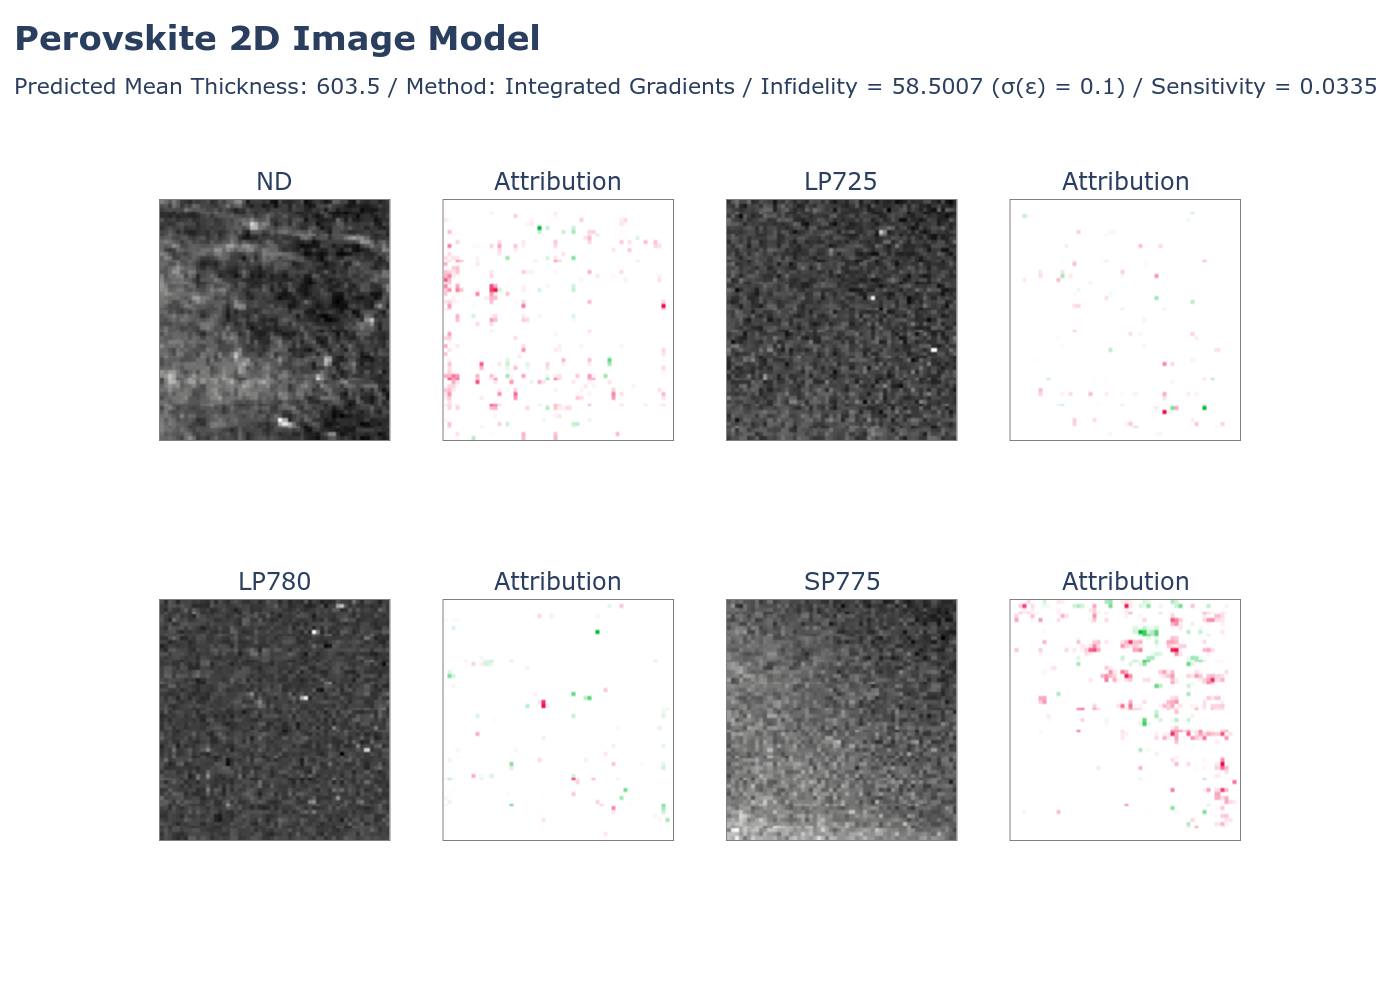 Perovskite 2D Image Model
Predicted Mean Thickness: 603.5 / Method: Integrated Gradients / Infidelity = 58.5007 (σ(ε) = 0.1) / Sensitivity = 0.0335
ND Attribution LP725 Attribution
LP780 Attribution SP775 Attribution